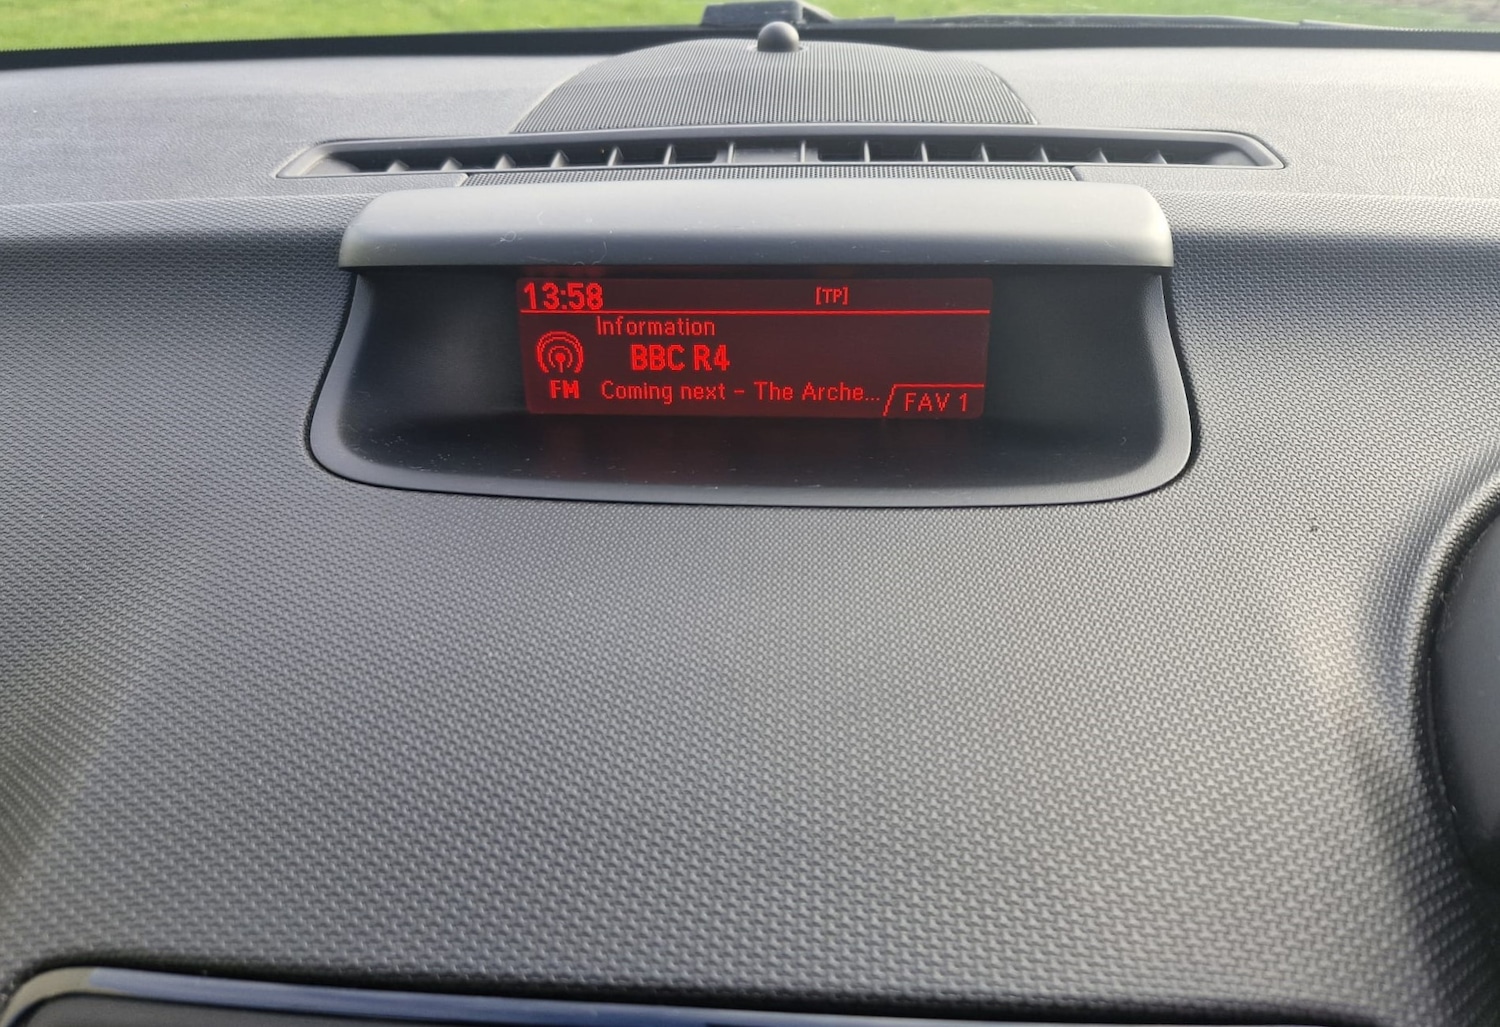 13:58 [TP]
Information
BBC R4
FM Coming next - The Arche...
FAV 1